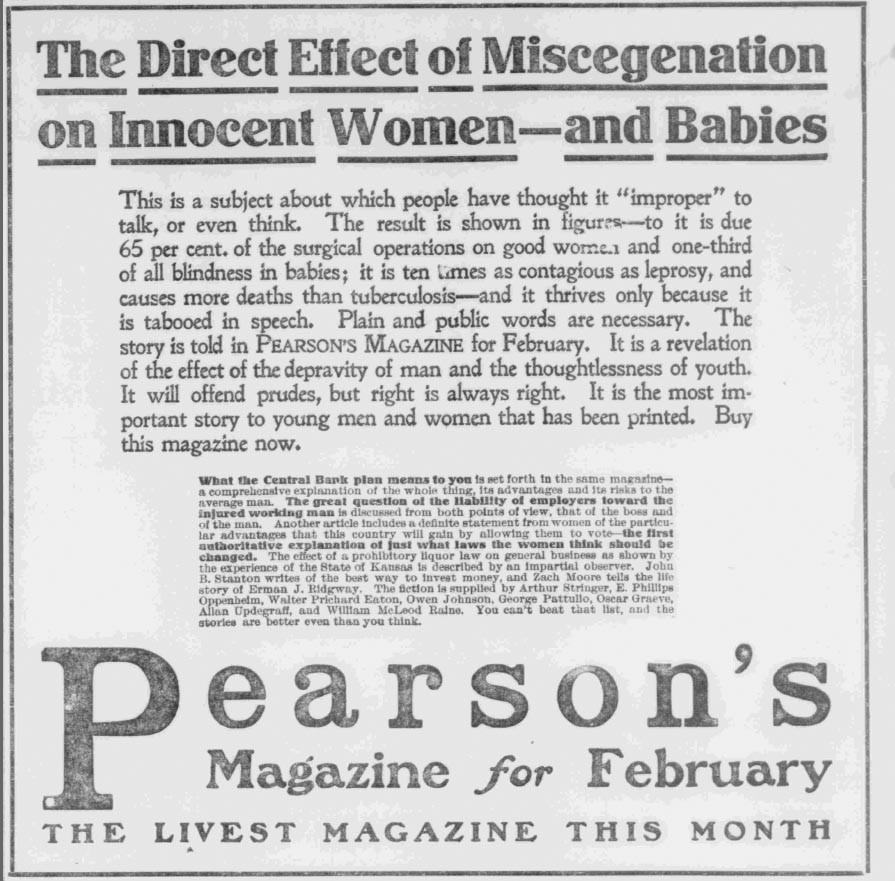 The Direct Effect of Miscegenation
on Innocent Women—and Babies
This is a subject about which people have thought it "improper" to
talk, or even think. The result is shown in figures—to it is due
65 per cent. of the surgical operations on good women and one-third
of all blindness in babies; it is ten times as contagious as leprosy, and
causes more deaths than tuberculosis—and it thrives only because it
is tabooed in speech. Plain and public words are necessary. The
story is told in PEARSON'S MAGAZINE for February. It is a revelation
of the effect of the depravity of man and the thoughtlessness of youth.
It will offend prudes, but right is always right. It is the most im-
portant story to young men and women that has been printed. Buy
this magazine now.
What the Central Bank plan means to you is set forth in the same magazine—
a comprehensive explanation of the whole thing, its advantages and its risks to the
average man. The great question of the liability of employers toward the
injured working man is discussed from both points of view, that of the boss and
of the man. Another article includes a definite statement from women of the particu-
lar advantages that this country will gain by allowing them to vote—the first
authoritative explanation of just what laws the women think should be
changed. The effect of a prohibitory liquor law on general business as shown by
the experience of the State of Kansas is described by an impartial observer. John
B. Stanton writes of the best way to invest money, and Zach Moore tells the life
story of Erman J. Ridgway. The fiction is supplied by Arthur Stringer, E. Phillips
Oppenheim, Walter Prichard Eaton, Owen Johnson, George Pattullo, Oscar Graeve,
Allan Updegraff, and William McLeod Raine. You can't beat that list, and the
stories are better even than you think.
Pearson's
Magazine for February
THE LIVEST MAGAZINE THIS MONTH